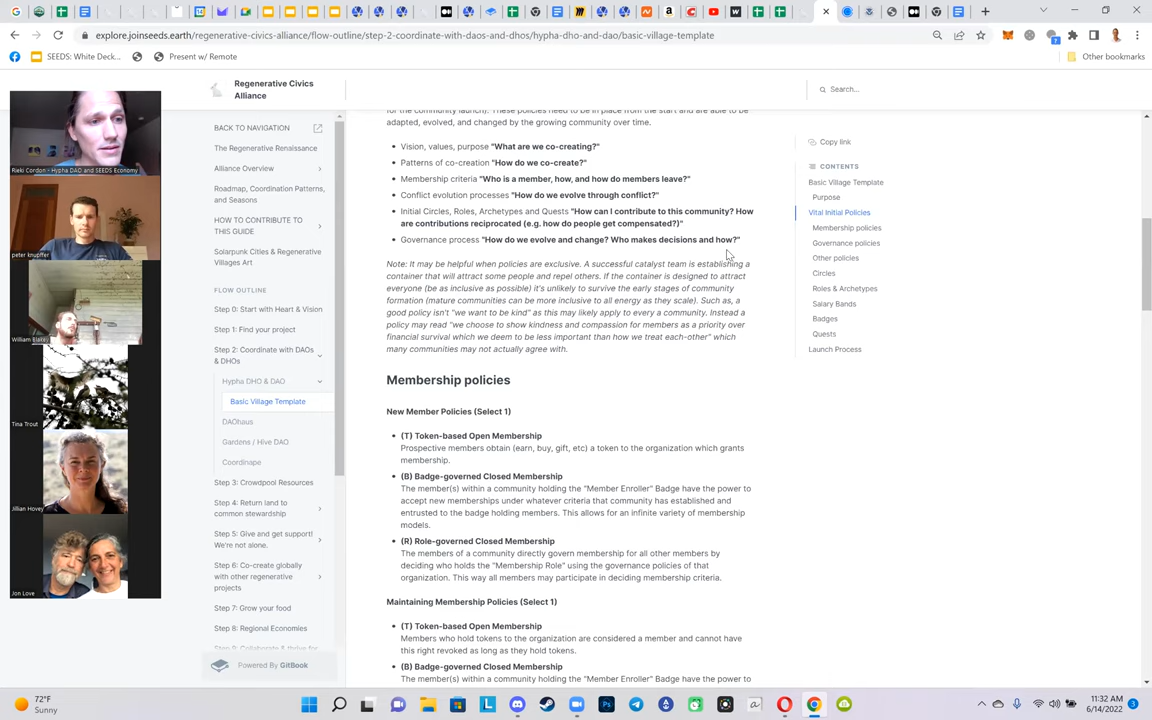 explore.joinseeds.earth/regenerative-civics-alliance/flow-outline/step-2-coordinate-with-daos-and-dhos/hypha-dho-and-dao/basic-village-template
SEEDS: White Deck...
Present w/ Remote
Other bookmarks
Regenerative Civics
Alliance
Search...
Rieki Cordon - Hypha DAO and SEEDS Economy
peter knupffer
William Blakey
Tina Trout
Jillian Hovey
Jon Love
BACK TO NAVIGATION
The Regenerative Renaissance
Alliance Overview
Roadmap, Coordination Patterns,
and Seasons
HOW TO CONTRIBUTE TO
THIS GUIDE
Solarpunk Cities & Regenerative
Villages Art
FLOW OUTLINE
Step 0: Start with Heart & Vision
Step 1: Find your project
Step 2: Coordinate with DAOs
& DHOs
Hypha DHO & DAO
Basic Village Template
DAOhaus
Gardens / Hive DAO
Coordinape
Step 3: Crowdpool Resources
Step 4: Return land to
common stewardship
Step 5: Give and get support!
We're not alone.
Step 6: Co-create globally
with other regenerative
projects
Step 7: Grow your food
Step 8: Regional Economies
Step 9: Collaborate & thrive for
Powered By GitBook
for the community launch). These policies need to be in place from the start and are able to be
adapted, evolved, and changed by the growing community over time.
• Vision, values, purpose "What are we co-creating?"
• Patterns of co-creation "How do we co-create?"
• Membership criteria "Who is a member, how, and how do members leave?"
• Conflict evolution processes "How do we evolve through conflict?"
• Initial Circles, Roles, Archetypes and Quests "How can I contribute to this community? How
are contributions reciprocated (e.g. how do people get compensated?)"
• Governance process "How do we evolve and change? Who makes decisions and how?"
Note: It may be helpful when policies are exclusive. A successful catalyst team is establishing a
container that will attract some people and repel others. If the container is designed to attract
everyone (be as inclusive as possible) it's unlikely to survive the early stages of community
formation (mature communities can be more inclusive to all energy as they scale). Such as, a
good policy isn't "we want to be kind" as this may likely apply to every a community. Instead a
policy may read "we choose to show kindness and compassion for members as a priority over
financial survival which we deem to be less important than how we treat each-other" which
many communities may not actually agree with.
Membership policies
New Member Policies (Select 1)
• (T) Token-based Open Membership
Prospective members obtain (earn, buy, gift, etc) a token to the organization which grants
membership.
• (B) Badge-governed Closed Membership
The member(s) within a community holding the "Member Enroller" Badge have the power to
accept new memberships under whatever criteria that community has established and
entrusted to the badge holding members. This allows for an infinite variety of membership
models.
• (R) Role-governed Closed Membership
The members of a community directly govern membership for all other members by
deciding who holds the "Membership Role" using the governance policies of that
organization. This way all members may participate in deciding membership criteria.
Maintaining Membership Policies (Select 1)
• (T) Token-based Open Membership
Members who hold tokens to the organization are considered a member and cannot have
this right revoked as long as they hold tokens.
• (B) Badge-governed Closed Membership
The member(s) within a community holding the "Member Enroller" Badge have the power to
Copy link
CONTENTS
Basic Village Template
Purpose
Vital Initial Policies
Membership policies
Governance policies
Other policies
Circles
Roles & Archetypes
Salary Bands
Badges
Quests
Launch Process
72°F
Sunny
11:32 AM
6/14/2022